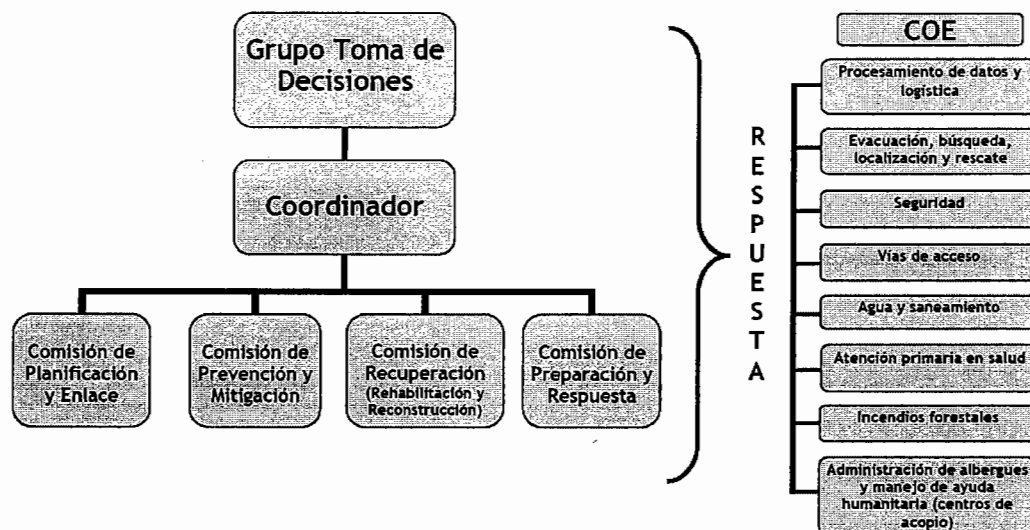 Grupo Toma de
Decisiones
Coordinador
Comisión de
Planificación
y Enlace
Comisión de
Prevención y
Mitigación
Comisión de
Recuperación
(Rehabilitación y
Reconstrucción)
Comisión de
Preparación y
Respuesta
R
E
S
P
U
E
S
T
A
COE
Procesamiento de datos y
logística
Evacuación, búsqueda,
localización y rescate
Seguridad
Vías de acceso
Agua y saneamiento
Atención primaria en salud
Incendios forestales
Administración de albergues
y manejo de ayuda
humanitaria (centros de
acopio)